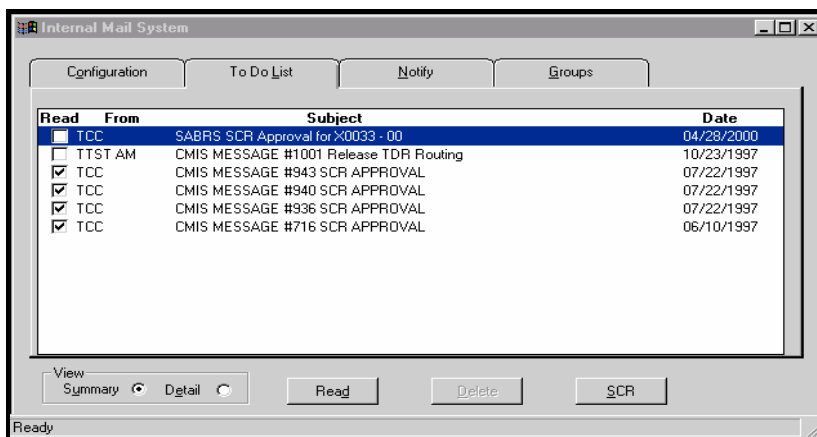 Internal Mail System
Configuration To Do List Notify Groups
Read From Subject Date
TCC SABRS SCR Approval for X0033 - 00 04/28/2000
TTST AM CMIS MESSAGE #1001 Release TDR Routing 10/23/1997
TCC CMIS MESSAGE #943 SCR APPROVAL 07/22/1997
TCC CMIS MESSAGE #940 SCR APPROVAL 07/22/1997
TCC CMIS MESSAGE #936 SCR APPROVAL 07/22/1997
TCC CMIS MESSAGE #716 SCR APPROVAL 06/10/1997
View
Summary Detail Read Delete SCR
Ready